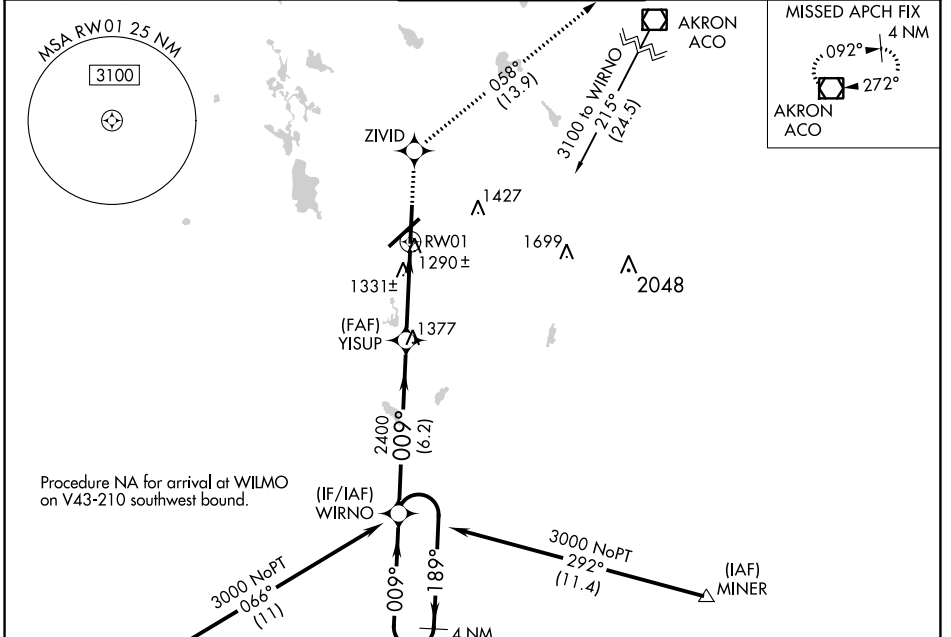 MSA RW01 25 NM
3100
AKRON
ACO
MISSED APCH FIX
4 NM
092°
272°
AKRON
ACO
058°
(13.9)
3100 to WIRNO
215°
(24.5)
ZIVID
1427
RW01
1290±
1699
2048
1331±
(FAF)
YISUP
1377
2400
009°
(6.2)
Procedure NA for arrival at WILMO
on V43-210 southwest bound.
(IF/IAF)
WIRNO
3000 NoPT
066°
(11)
009°
189°
4 NM
3000 NoPT
292°
(11.4)
(IAF)
MINER